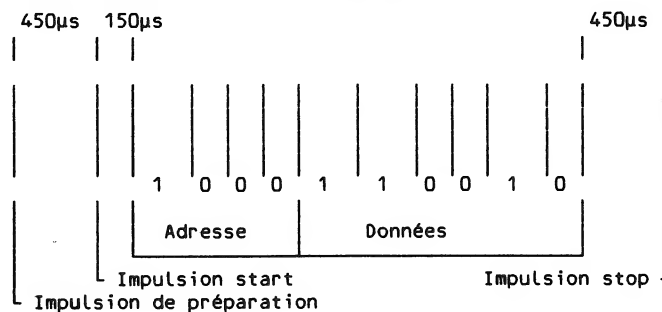 450µs 150µs 450µs
1 0 0 0 1 1 0 0 1 0
Adresse Données
Impulsion start Impulsion stop
Impulsion de préparation